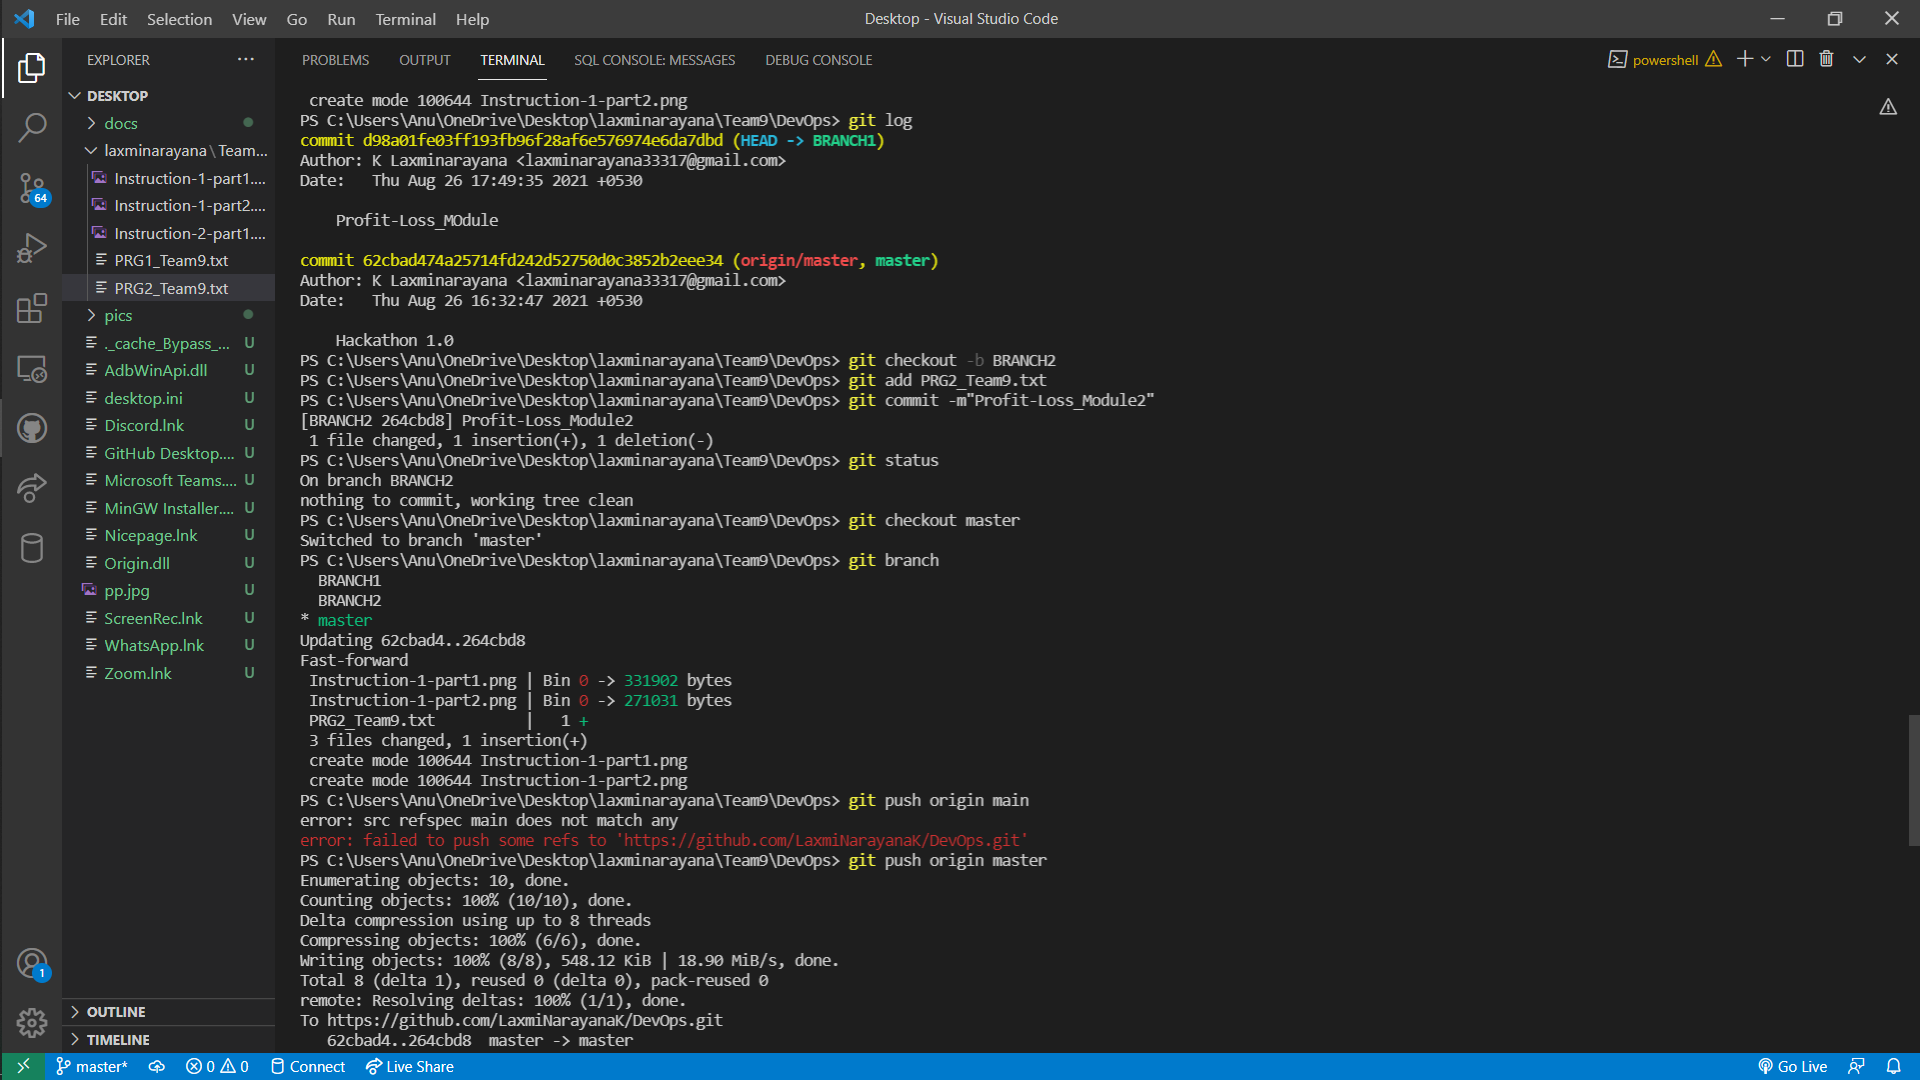 File Edit Selection View Go Run Terminal Help
Desktop - Visual Studio Code
EXPLORER ...
PROBLEMS OUTPUT TERMINAL SQL CONSOLE: MESSAGES DEBUG CONSOLE
powershell
DESKTOP
docs
laxminarayana\Team...
Instruction-1-part1....
Instruction-1-part2....
Instruction-2-part1....
PRG1_Team9.txt
PRG2_Team9.txt
pics
._cache_Bypass_... U
AdbWinApi.dll U
desktop.ini U
Discord.lnk U
GitHub Desktop.... U
Microsoft Teams.... U
MinGW Installer.... U
Nicepage.lnk U
Origin.dll U
pp.jpg U
ScreenRec.lnk U
WhatsApp.lnk U
Zoom.lnk U
OUTLINE
TIMELINE
64
1
create mode 100644 Instruction-1-part2.png
PS C:\Users\Anu\OneDrive\Desktop\laxminarayana\Team9\DevOps> git log
commit d98a01fe03ff193fb96f28af6e576974e6da7dbd (HEAD -> BRANCH1)
Author: K Laxminarayana <laxminarayana33317@gmail.com>
Date:   Thu Aug 26 17:49:35 2021 +0530
Profit-Loss_MOdule
commit 62cbad474a25714fd242d52750d0c3852b2eee34 (origin/master, master)
Author: K Laxminarayana <laxminarayana33317@gmail.com>
Date:   Thu Aug 26 16:32:47 2021 +0530
Hackathon 1.0
PS C:\Users\Anu\OneDrive\Desktop\laxminarayana\Team9\DevOps> git checkout -b BRANCH2
PS C:\Users\Anu\OneDrive\Desktop\laxminarayana\Team9\DevOps> git add PRG2_Team9.txt
PS C:\Users\Anu\OneDrive\Desktop\laxminarayana\Team9\DevOps> git commit -m"Profit-Loss_Module2"
[BRANCH2 264cbd8] Profit-Loss_Module2
1 file changed, 1 insertion(+), 1 deletion(-)
PS C:\Users\Anu\OneDrive\Desktop\laxminarayana\Team9\DevOps> git status
On branch BRANCH2
nothing to commit, working tree clean
PS C:\Users\Anu\OneDrive\Desktop\laxminarayana\Team9\DevOps> git checkout master
Switched to branch 'master'
PS C:\Users\Anu\OneDrive\Desktop\laxminarayana\Team9\DevOps> git branch
BRANCH1
BRANCH2
* master
Updating 62cbad4..264cbd8
Fast-forward
Instruction-1-part1.png | Bin 0 -> 331902 bytes
Instruction-1-part2.png | Bin 0 -> 271031 bytes
PRG2_Team9.txt          |   1 +
3 files changed, 1 insertion(+)
create mode 100644 Instruction-1-part1.png
create mode 100644 Instruction-1-part2.png
PS C:\Users\Anu\OneDrive\Desktop\laxminarayana\Team9\DevOps> git push origin main
error: src refspec main does not match any
error: failed to push some refs to 'https://github.com/LaxmiNarayanaK/DevOps.git'
PS C:\Users\Anu\OneDrive\Desktop\laxminarayana\Team9\DevOps> git push origin master
Enumerating objects: 10, done.
Counting objects: 100% (10/10), done.
Delta compression using up to 8 threads
Compressing objects: 100% (6/6), done.
Writing objects: 100% (8/8), 548.12 KiB | 18.90 MiB/s, done.
Total 8 (delta 1), reused 0 (delta 0), pack-reused 0
remote: Resolving deltas: 100% (1/1), done.
To https://github.com/LaxmiNarayanaK/DevOps.git
62cbad4..264cbd8  master -> master
master* 0 0 Connect Live Share Go Live